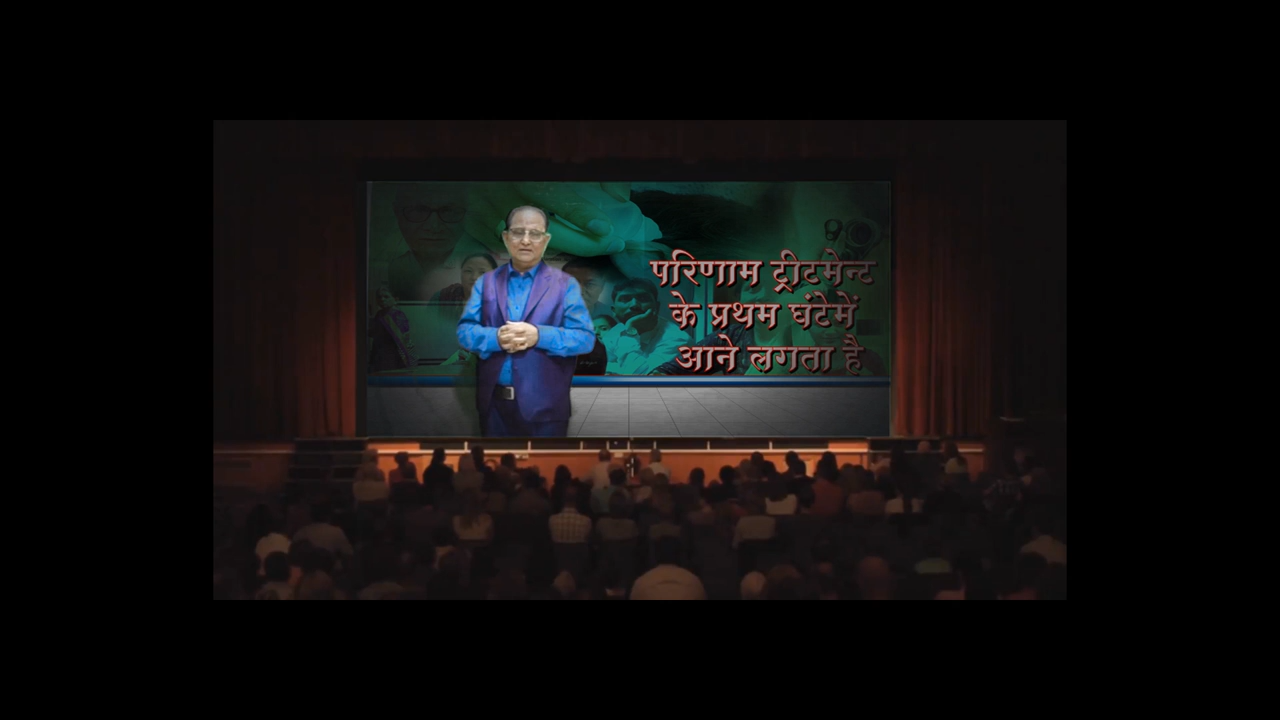 परिणाम ट्रीटमेन्ट
के प्रथम घंटेमें
आने लगता है